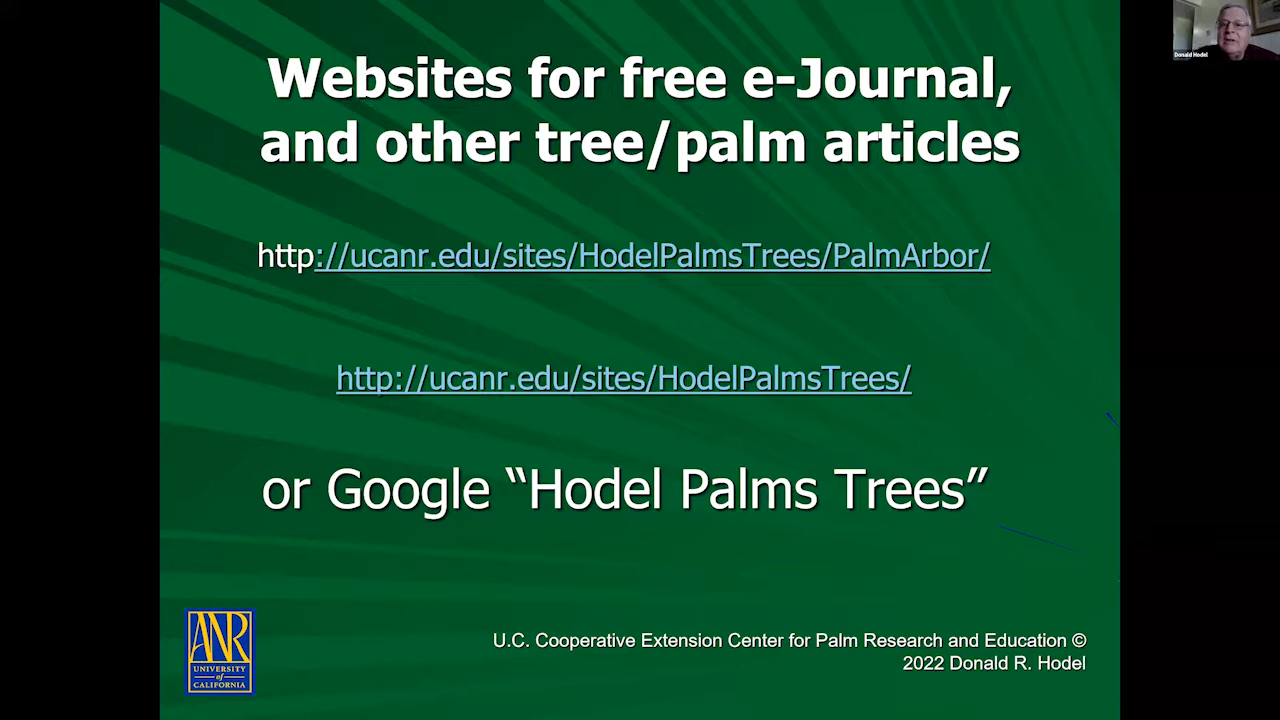 Websites for free e-Journal,
and other tree/palm articles
http://ucanr.edu/sites/HodelPalmsTrees/PalmArbor/
http://ucanr.edu/sites/HodelPalmsTrees/
or Google “Hodel Palms Trees”
U.C. Cooperative Extension Center for Palm Research and Education ©
2022 Donald R. Hodel
ANR
UNIVERSITY
of
CALIFORNIA
Donald Hodel